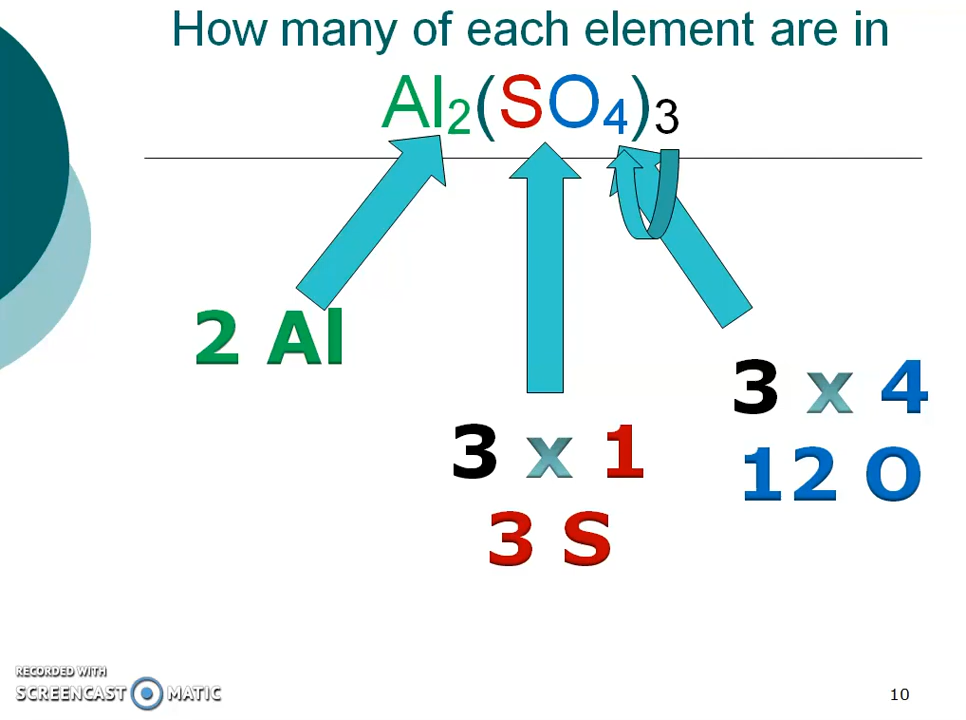 How many of each element are in
Al2(SO4)3
2 Al
3 x 1
3 S
3 x 4
12 O
RECORDED WITH
SCREENCAST MATIC
10